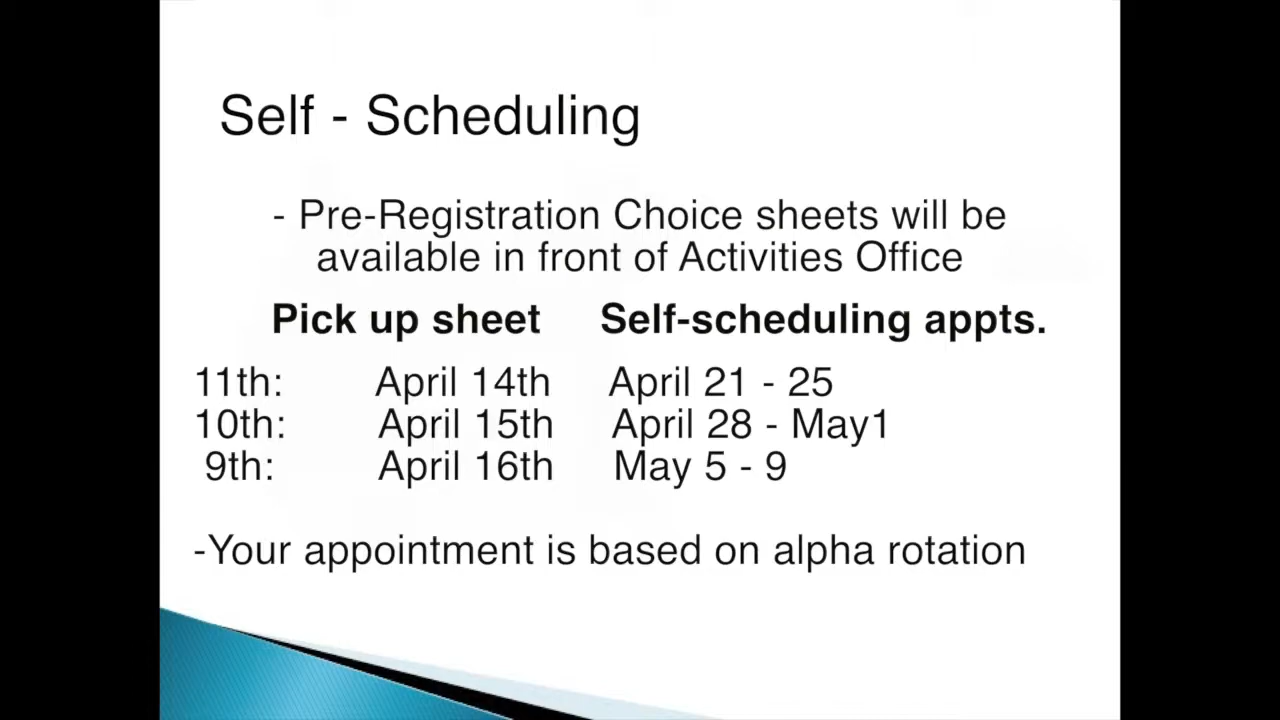 Self - Scheduling
- Pre-Registration Choice sheets will be
available in front of Activities Office
Pick up sheet Self-scheduling appts.
11th: April 14th April 21 - 25
10th: April 15th April 28 - May1
9th: April 16th May 5 - 9
-Your appointment is based on alpha rotation